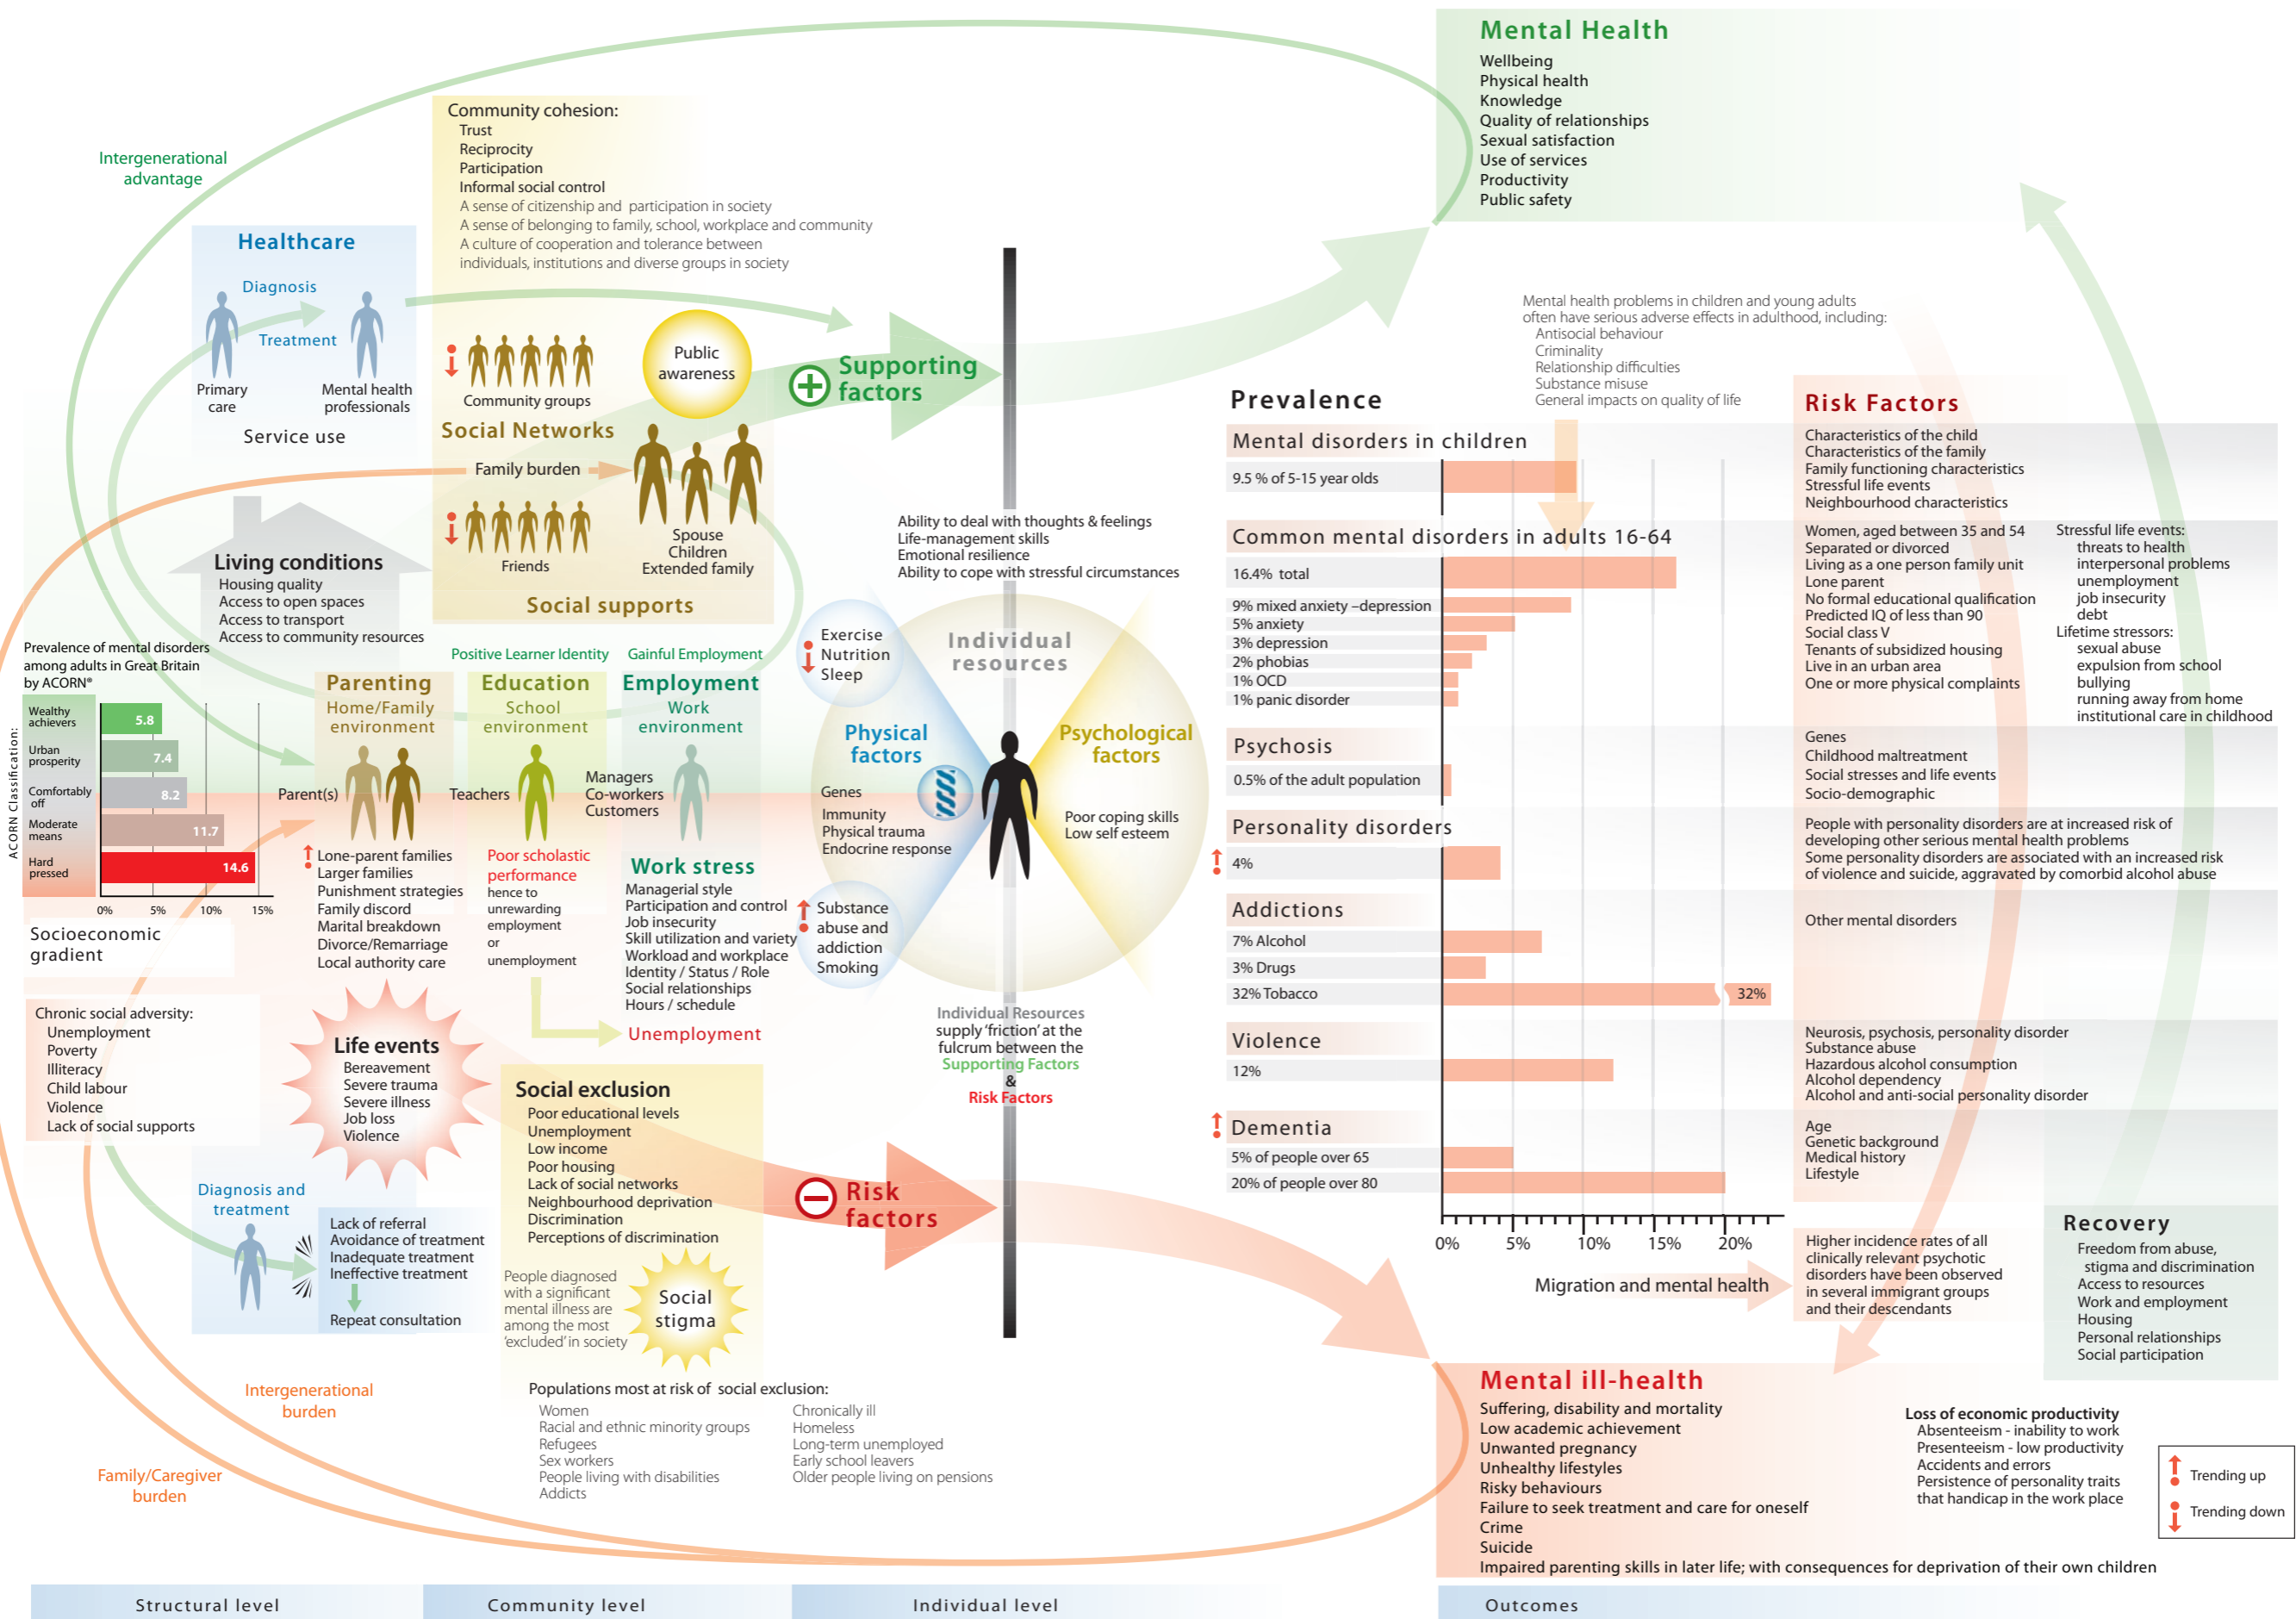 Mental Health
Wellbeing
Physical health
Knowledge
Quality of relationships
Sexual satisfaction
Use of services
Productivity
Public safety
Intergenerational
advantage
Community cohesion:
Trust
Reciprocity
Participation
Informal social control
A sense of citizenship and participation in society
A sense of belonging to family, school, workplace and community
A culture of cooperation and tolerance between
individuals, institutions and diverse groups in society
Healthcare
Diagnosis
Treatment
Primary
care
Mental health
professionals
Service use
Community groups
Public
awareness
Social Networks
Family burden
Friends
Spouse
Children
Extended family
Social supports
Supporting
factors
Living conditions
Housing quality
Access to open spaces
Access to transport
Access to community resources
Prevalence of mental disorders
among adults in Great Britain
by ACORN®
ACORN Classification:
Wealthy
achievers
5.8
Urban
prosperity
7.4
Comfortably
off
8.2
Moderate
means
11.7
Hard
pressed
14.6
0% 5% 10% 15%
Socioeconomic
gradient
Parenting
Home/Family
environment
Parent(s)
Lone-parent families
Larger families
Punishment strategies
Family discord
Marital breakdown
Divorce/Remarriage
Local authority care
Positive Learner Identity
Education
School
environment
Teachers
Poor scholastic
performance
hence to
unrewarding
employment
or
unemployment
Gainful Employment
Employment
Work
environment
Managers
Co-workers
Customers
Work stress
Managerial style
Participation and control
Job insecurity
Skill utilization and variety
Workload and workplace
Identity / Status / Role
Social relationships
Hours / schedule
Unemployment
Ability to deal with thoughts & feelings
Life-management skills
Emotional resilience
Ability to cope with stressful circumstances
Exercise
Nutrition
Sleep
Individual
resources
Physical
factors
Genes
Immunity
Physical trauma
Endocrine response
Psychological
factors
Poor coping skills
Low self esteem
Substance
abuse and
addiction
Smoking
Individual Resources
supply 'friction' at the
fulcrum between the
Supporting Factors
&
Risk Factors
Chronic social adversity:
Unemployment
Poverty
Illiteracy
Child labour
Violence
Lack of social supports
Life events
Bereavement
Severe trauma
Severe illness
Job loss
Violence
Diagnosis and
treatment
Lack of referral
Avoidance of treatment
Inadequate treatment
Ineffective treatment
Repeat consultation
Social exclusion
Poor educational levels
Unemployment
Low income
Poor housing
Lack of social networks
Neighbourhood deprivation
Discrimination
Perceptions of discrimination
People diagnosed
with a significant
mental illness are
among the most
'excluded' in society
Social
stigma
Risk
factors
Populations most at risk of social exclusion:
Women
Racial and ethnic minority groups
Refugees
Sex workers
People living with disabilities
Addicts
Chronically ill
Homeless
Long-term unemployed
Early school leavers
Older people living on pensions
Intergenerational
burden
Family/Caregiver
burden
Mental health problems in children and young adults
often have serious adverse effects in adulthood, including:
Antisocial behaviour
Criminality
Relationship difficulties
Substance misuse
General impacts on quality of life
Prevalence
Mental disorders in children
9.5 % of 5-15 year olds
Common mental disorders in adults 16-64
16.4% total
9% mixed anxiety –depression
5% anxiety
3% depression
2% phobias
1% OCD
1% panic disorder
Psychosis
0.5% of the adult population
Personality disorders
4%
Addictions
7% Alcohol
3% Drugs
32% Tobacco
32%
Violence
12%
Dementia
5% of people over 65
20% of people over 80
0% 5% 10% 15% 20%
Risk Factors
Characteristics of the child
Characteristics of the family
Family functioning characteristics
Stressful life events
Neighbourhood characteristics
Women, aged between 35 and 54
Separated or divorced
Living as a one person family unit
Lone parent
No formal educational qualification
Predicted IQ of less than 90
Social class V
Tenants of subsidized housing
Live in an urban area
One or more physical complaints
Stressful life events:
threats to health
interpersonal problems
unemployment
job insecurity
debt
Lifetime stressors:
sexual abuse
expulsion from school
bullying
running away from home
institutional care in childhood
Genes
Childhood maltreatment
Social stresses and life events
Socio-demographic
People with personality disorders are at increased risk of
developing other serious mental health problems
Some personality disorders are associated with an increased risk
of violence and suicide, aggravated by comorbid alcohol abuse
Other mental disorders
Neurosis, psychosis, personality disorder
Substance abuse
Hazardous alcohol consumption
Alcohol dependency
Alcohol and anti-social personality disorder
Age
Genetic background
Medical history
Lifestyle
Migration and mental health
Higher incidence rates of all
clinically relevant psychotic
disorders have been observed
in several immigrant groups
and their descendants
Recovery
Freedom from abuse,
stigma and discrimination
Access to resources
Work and employment
Housing
Personal relationships
Social participation
Mental ill-health
Suffering, disability and mortality
Low academic achievement
Unwanted pregnancy
Unhealthy lifestyles
Risky behaviours
Failure to seek treatment and care for oneself
Crime
Suicide
Impaired parenting skills in later life; with consequences for deprivation of their own children
Loss of economic productivity
Absenteeism - inability to work
Presenteeism - low productivity
Accidents and errors
Persistence of personality traits
that handicap in the work place
Trending up
Trending down
Structural level
Community level
Individual level
Outcomes